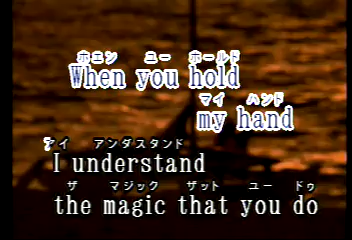 ホエン ユー ホールド
When you hold
マイ ハンド
my hand
アイ アンダスタンド
I understand
ザ マジック ザット ユー ドゥ
the magic that you do